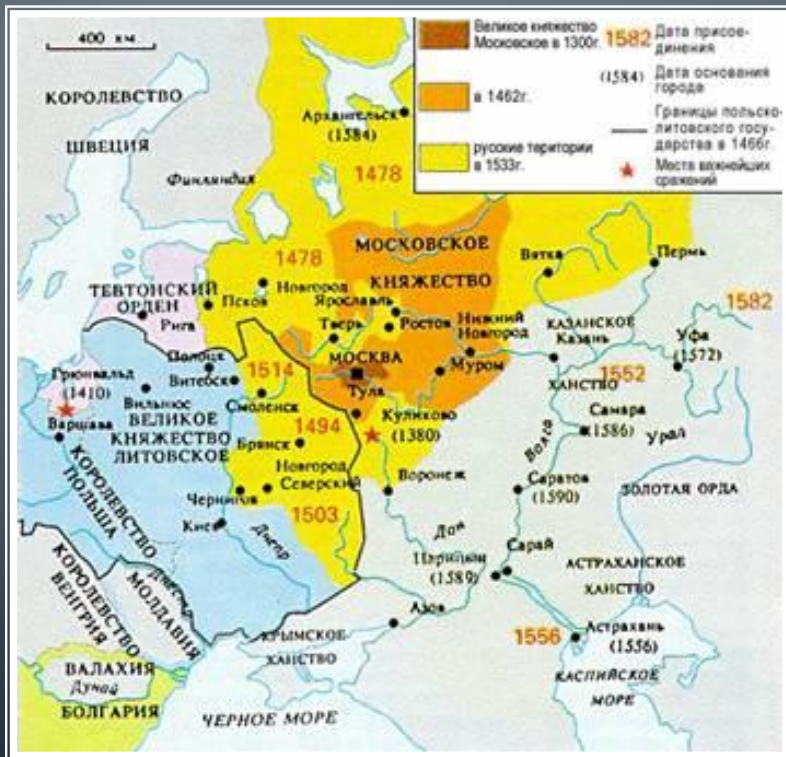 400 км
Великое княжество
Московское в 1300г.
в 1462г.
русские територии
в 1533г.
1582 Дата присое-
динения
(1584) Дата основания
города
Границы польско-
литовского госу-
дарства в 1466г.
Места важнейших
сражений
КОРОЛЕВСТВО
ШВЕЦИЯ
Финляндия
Архангельск
(1584)
1478
1478
МОСКОВСКОЕ
КНЯЖЕСТВО
Вятка
Пермь
ТЕВТОНСКИЙ
ОРДЕН
Рига
Псков
Новгород
Ярославль
Ростов
Тверь
Нижний
Новгород
КАЗАНСКОЕ
Казань
ХАНСТВО
1582
Уфа
(1572)
1552
Полоцк
Витебск
1514
МОСКВА
Муром
Грюнвальд
(1410)
Вильнюс
Смоленск
Тула
Куликово
(1380)
Самара
(1586)
Урал
Варшава
ВЕЛИКОЕ
КНЯЖЕСТВО
ЛИТОВСКОЕ
1494
Брянск
Новгород
Северский
Чернигов
1503
Воронеж
Волга
Саратов
(1590)
ЗОЛОТАЯ ОРДА
КОРОЛЕВСТВО
ПОЛЬША
Киев
Днепр
Дон
Царицын
(1589)
Сарай
АСТРАХАНСКОЕ
ХАНСТВО
КОРОЛЕВСТВО
ВЕНГРИЯ
Днестр
МОЛДАВИЯ
Азов
КРЫМСКОЕ
ХАНСТВО
1556
Астрахань
(1556)
ВАЛАХИЯ
Дунай
БОЛГАРИЯ
ЧЕРНОЕ МОРЕ
КАСПИЙСКОЕ
МОРЕ